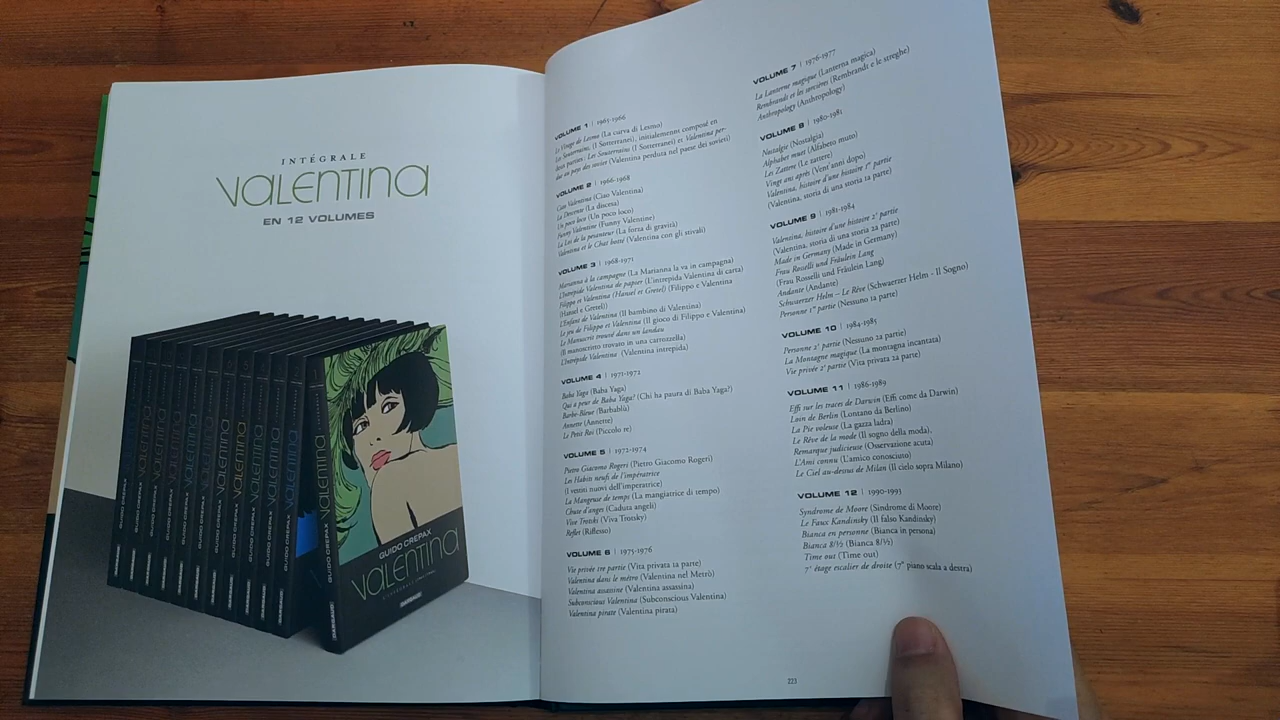 INTÉGRALE
VALENTINA
EN 12 VOLUMES
GUIDO CREPAX
VALENTINA
DARGAUD
GUIDO CREPAX VALENTINA
VOLUME 1 | 1965-1966
Le Virage de Lesmo (La curva di Lesmo)
Les Souterrains, (I Sotterranei), initialement composé en
deux parties : Les Souterrains (I Sotterranei) et Valentina per-
due au pays des soviets (Valentina perduta nel paese dei sovieti)
VOLUME 2 | 1966-1968
Ciao Valentina (Ciao Valentina)
La Descente (La discesa)
Un poco loco (Un poco loco)
Funny Valentine (Funny Valentine)
La Loi de la pesanteur (La forza di gravità)
Valentina et le Chat botté (Valentina con gli stivali)
VOLUME 3 | 1968-1971
Marianna à la campagne (La Marianna la va in campagna)
L'Intrépide Valentina de papier (L'intrepida Valentina di carta)
Filippo et Valentina (Hansel et Gretel) (Filippo e Valentina
(Hansel e Gretel))
L'Enfant de Valentina (Il bambino di Valentina)
Le jeu de Filippo et Valentina (Il gioco di Filippo e Valentina)
Le Manuscrit trouvé dans un landau
(Il manoscritto trovato in una carrozzella)
L'Intrépide Valentina (Valentina intrepida)
VOLUME 4 | 1971-1972
Baba Yaga (Baba Yaga)
Qui a peur de Baba Yaga? (Chi ha paura di Baba Yaga?)
Barbe-Bleue (Barbablù)
Annette (Annette)
Le Petit Roi (Piccolo re)
VOLUME 5 | 1972-1974
Pietro Giacomo Rogeri (Pietro Giacomo Rogeri)
Les Habits neufs de l'impératrice
(I vestiti nuovi dell'imperatrice)
La Mangeuse de temps (La mangiatrice di tempo)
Chute d'anges (Caduta angeli)
Vive Trotski (Viva Trotsky)
Reflet (Riflesso)
VOLUME 6 | 1975-1976
Vie privée 1re partie (Vita privata 1a parte)
Valentina dans le métro (Valentina nel Metrò)
Valentina assassine (Valentina assassina)
Subconscious Valentina (Subconscious Valentina)
Valentina pirate (Valentina pirata)
VOLUME 7 | 1976-1977
La Lanterne magique (Lanterna magica)
Rembrandt et les sorcières (Rembrandt e le streghe)
Anthropology (Anthropology)
VOLUME 8 | 1980-1981
Nostalgie (Nostalgia)
Alphabet muet (Alfabeto muto)
Les Zattere (Le zattere)
Vingt ans après (Vent'anni dopo)
Valentina, histoire d'une histoire 1re partie
(Valentina, storia di una storia 1a parte)
VOLUME 9 | 1981-1984
Valentina, histoire d'une histoire 2e partie
(Valentina, storia di una storia 2a parte)
Made in Germany (Made in Germany)
Frau Rosselli und Fräulein Lang
(Frau Rosselli und Fräulein Lang)
Andante (Andante)
Schusterzer Helm – Le Rêve (Schwaerzer Helm - Il Sogno)
Personne 1re partie (Nessuno 1a parte)
VOLUME 10 | 1984-1985
Personne 2e partie (Nessuno 2a parte)
La Montagne magique (La montagna incantata)
Vie privée 2e partie (Vita privata 2a parte)
VOLUME 11 | 1986-1989
Effi sur les traces de Darwin (Effi come da Darwin)
Loin de Berlin (Lontano da Berlino)
La Pie voleuse (La gazza ladra)
Le Rêve de la mode (Il sogno della moda).
Remarque judicieuse (Osservazione acuta)
L'Ami connu (L'amico conosciuto)
Le Ciel au-dessus de Milan (Il cielo sopra Milano)
VOLUME 12 | 1990-1993
Syndrome de Moore (Sindrome di Moore)
Le Faux Kandinsky (Il falso Kandinsky)
Bianca en personne (Bianca in persona)
Bianca 8/½ (Bianca 8/½)
Time out (Time out)
7e étage escalier de droite (7° piano scala a destra)
223